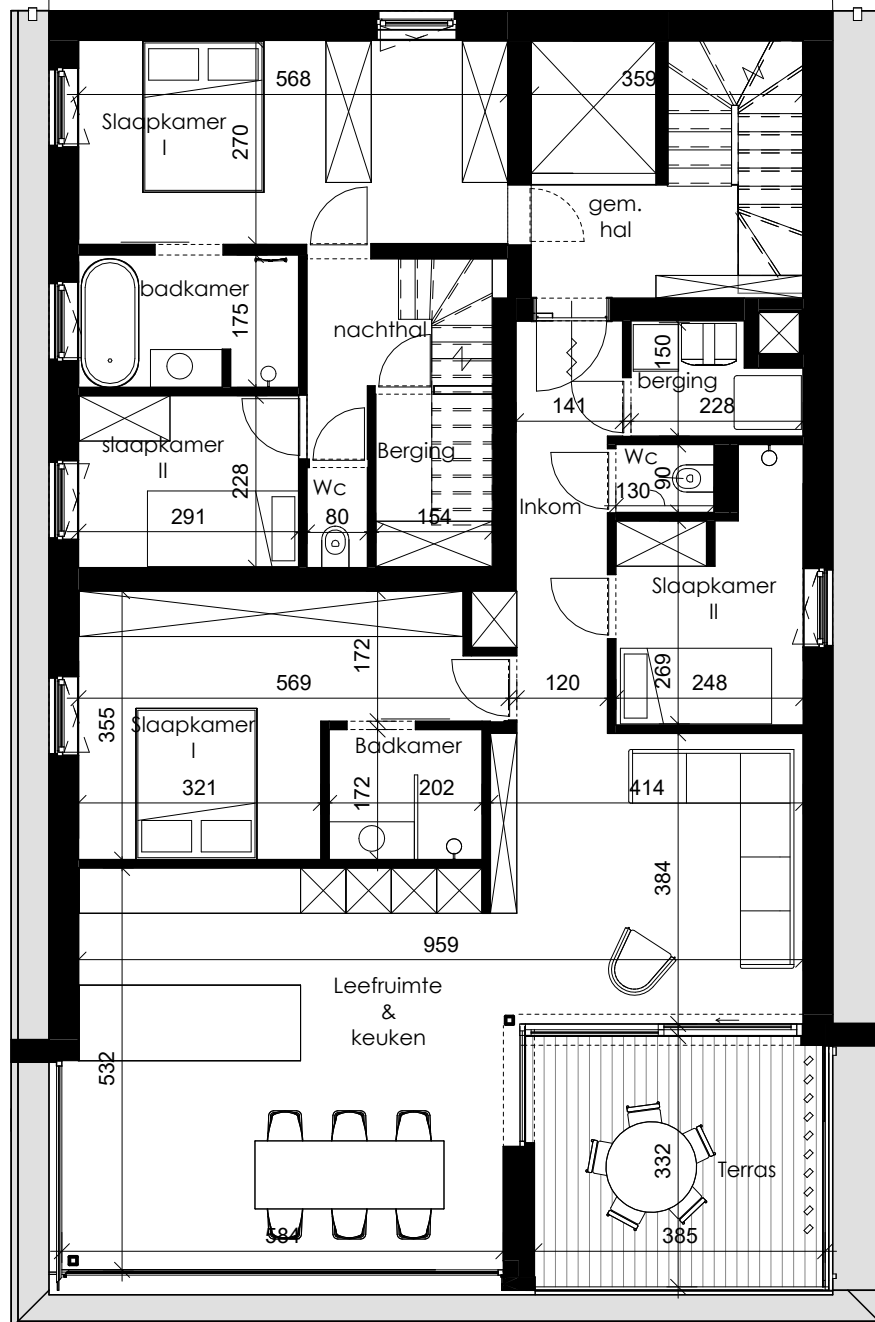 568
359
Slaapkamer
I
270
gem.
hal
badkamer
175
nachthal
150
berging
141
228
slaapkamer
II
228
Berging
Wc
Wc
90
130
291
80
154
Inkom
Slaapkamer
II
172
569
120
269
248
355
Slaapkamer
I
Badkamer
321
172
202
414
384
959
Leefruimte
&
keuken
532
332
Terras
584
385